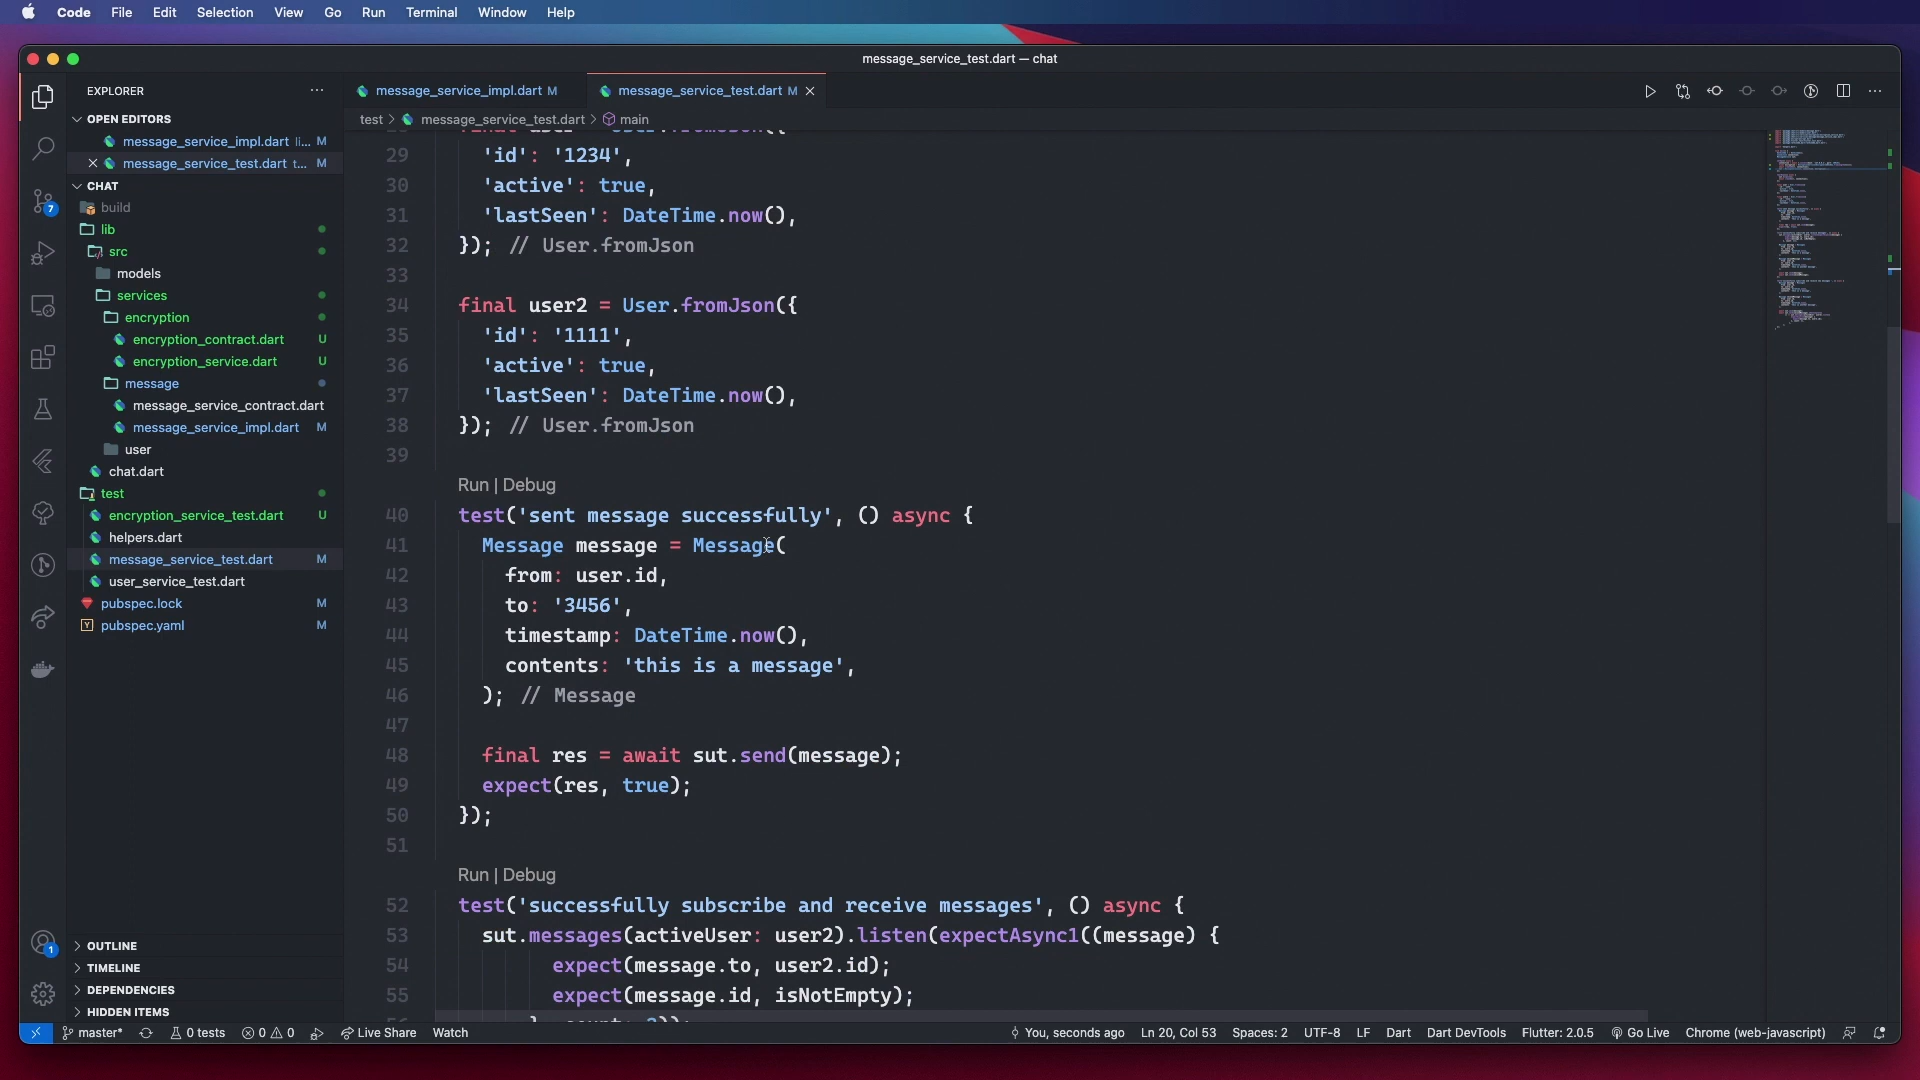 Code File Edit Selection View Go Run Terminal Window Help
message_service_test.dart — chat
EXPLORER
OPEN EDITORS
message_service_impl.dart li... M
message_service_test.dart t... M
CHAT
build
lib
src
models
services
encryption
encryption_contract.dart U
encryption_service.dart U
message
message_service_contract.dart
message_service_impl.dart M
user
chat.dart
test
encryption_service_test.dart U
helpers.dart
message_service_test.dart M
user_service_test.dart
pubspec.lock M
pubspec.yaml M
OUTLINE
TIMELINE
DEPENDENCIES
HIDDEN ITEMS
7
1
message_service_impl.dart M
message_service_test.dart M
test > message_service_test.dart > main
29 'id': '1234',
30 'active': true,
31 'lastSeen': DateTime.now(),
32 }); // User.fromJson
33
34 final user2 = User.fromJson({
35 'id': '1111',
36 'active': true,
37 'lastSeen': DateTime.now(),
38 }); // User.fromJson
39
Run | Debug
40 test('sent message successfully', () async {
41 Message message = Message(
42 from: user.id,
43 to: '3456',
44 timestamp: DateTime.now(),
45 contents: 'this is a message',
46 ); // Message
47
48 final res = await sut.send(message);
49 expect(res, true);
50 });
51
Run | Debug
52 test('successfully subscribe and receive messages', () async {
53 sut.messages(activeUser: user2).listen(expectAsync1((message) {
54 expect(message.to, user2.id);
55 expect(message.id, isNotEmpty);
master* 0 tests 0 0 Live Share Watch
You, seconds ago Ln 20, Col 53 Spaces: 2 UTF-8 LF Dart Dart DevTools Flutter: 2.0.5 Go Live Chrome (web-javascript)